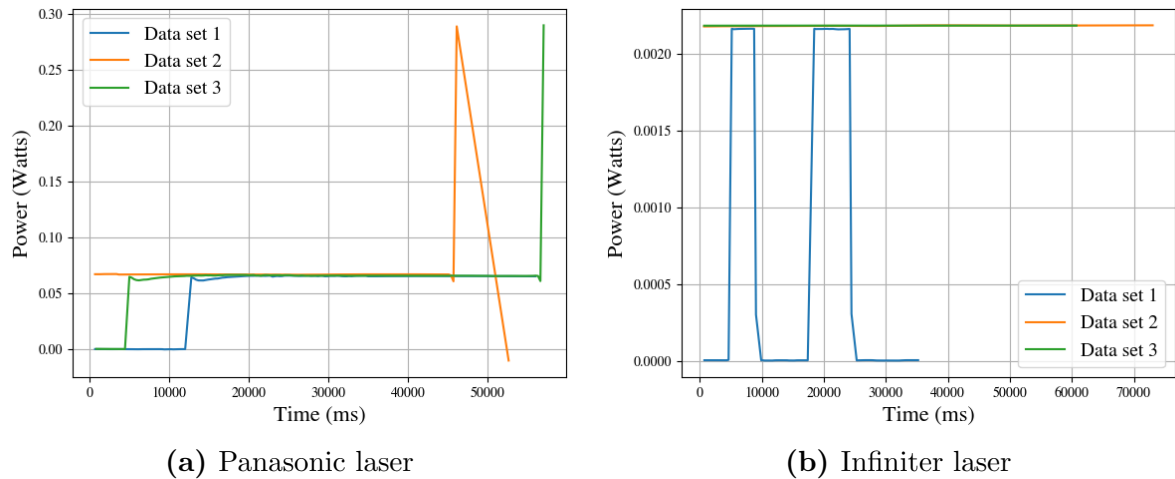 0.30
0.25
0.20
0.15
0.10
0.05
0.00
Power (Watts)
Data set 1
Data set 2
Data set 3
0 10000 20000 30000 40000 50000
Time (ms)
(a) Panasonic laser
0.0020
0.0015
0.0010
0.0005
0.0000
Power (Watts)
Data set 1
Data set 2
Data set 3
0 10000 20000 30000 40000 50000 60000 70000
Time (ms)
(b) Infiniter laser